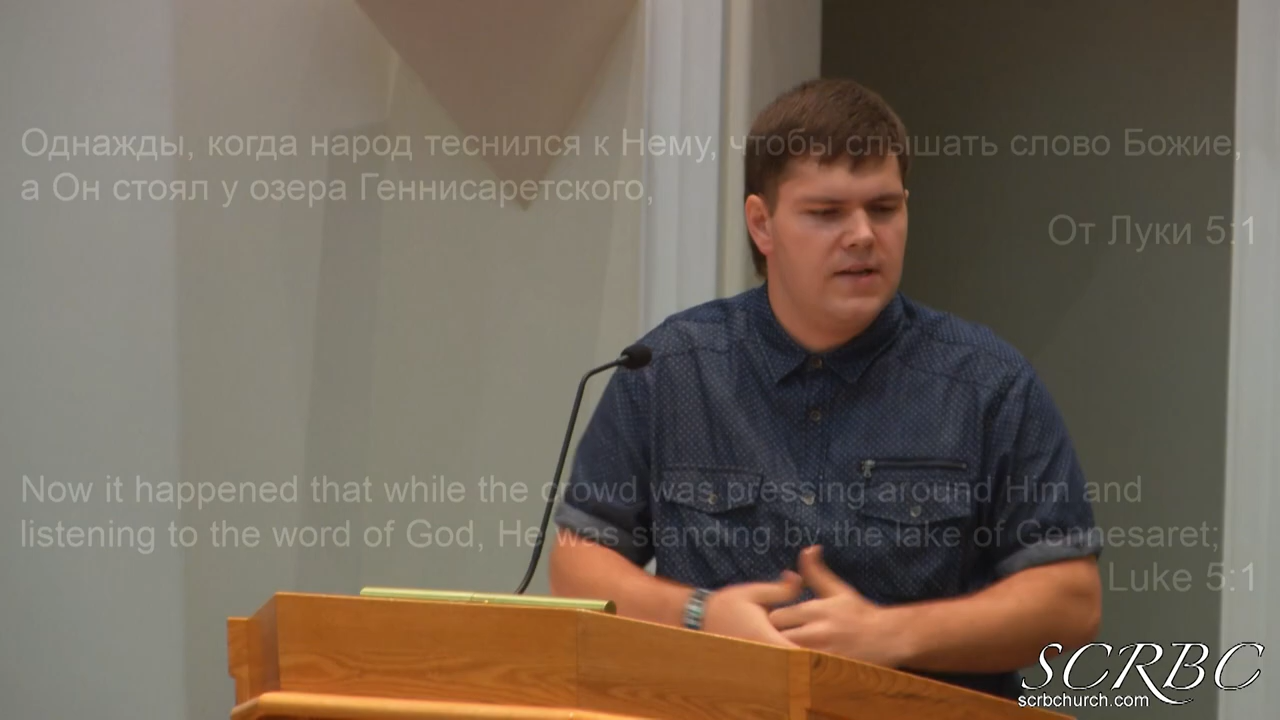 Однажды, когда народ теснился к Нему, чтобы слышать слово Божие,
а Он стоял у озера Геннисаретского,
От Луки 5:1
Now it happened that while the crowd was pressing around Him and
listening to the word of God, He was standing by the lake of Gennesaret;
Luke 5:1
SCRBC
scrbchurch.com